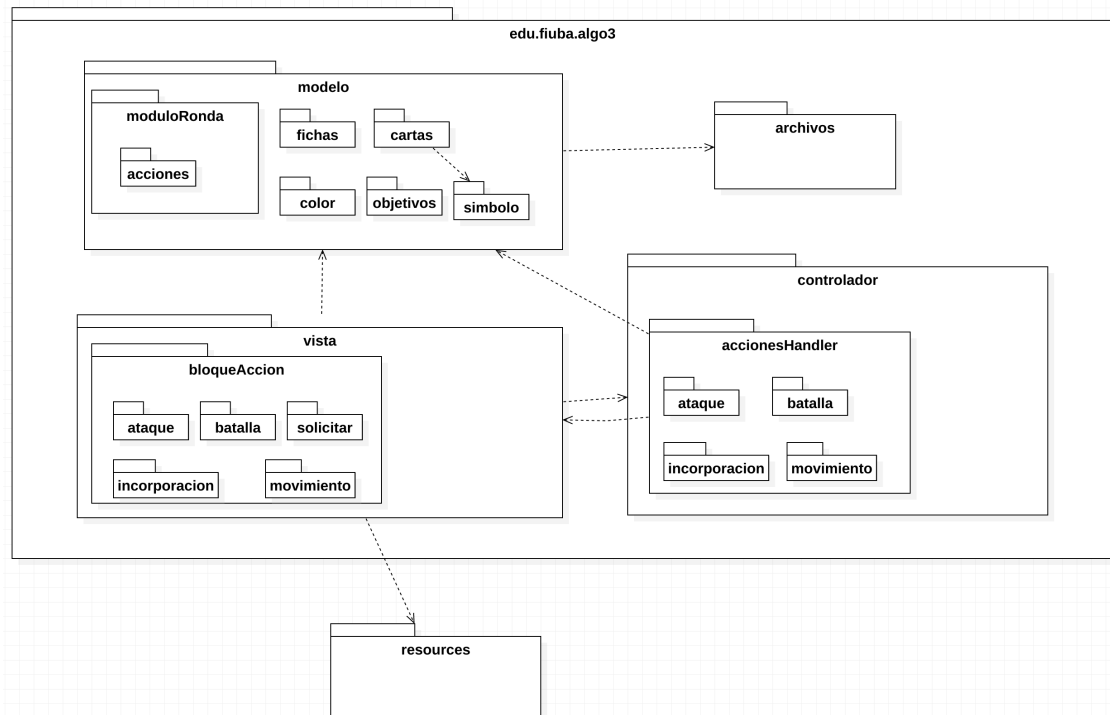 edu.fiuba.algo3
modelo
moduloRonda
acciones
fichas
cartas
color
objetivos
simbolo
archivos
controlador
accionesHandler
ataque
batalla
incorporacion
movimiento
vista
bloqueAccion
ataque
batalla
solicitar
incorporacion
movimiento
resources